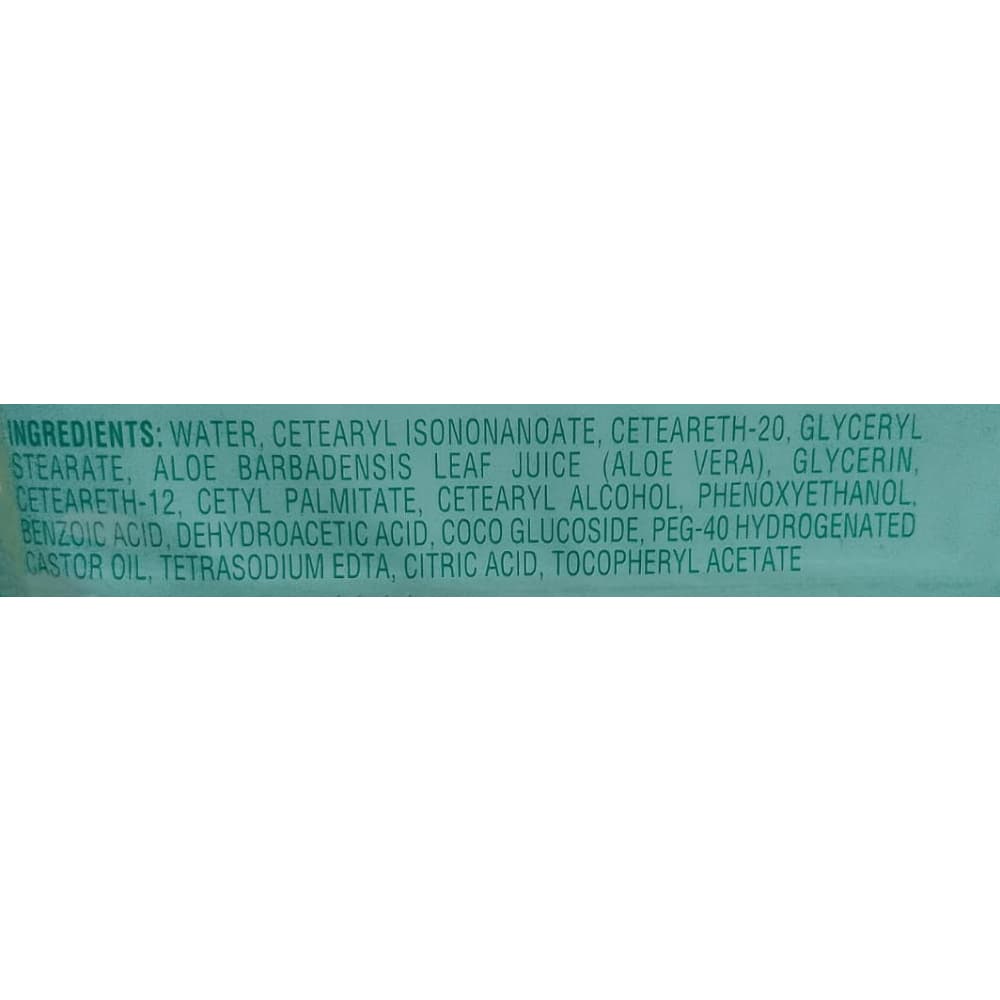 INGREDIENTS: WATER, CETEARYL ISONONANOATE, CETEARETH-20, GLYCERYL
STEARATE, ALOE BARBADENSIS LEAF JUICE (ALOE VERA), GLYCERIN,
CETEARETH-12, CETYL PALMITATE, CETEARYL ALCOHOL, PHENOXYETHANOL,
BENZOIC ACID, DEHYDROACETIC ACID, COCO GLUCOSIDE, PEG-40 HYDROGENATED
CASTOR OIL, TETRASODIUM EDTA, CITRIC ACID, TOCOPHERYL ACETATE